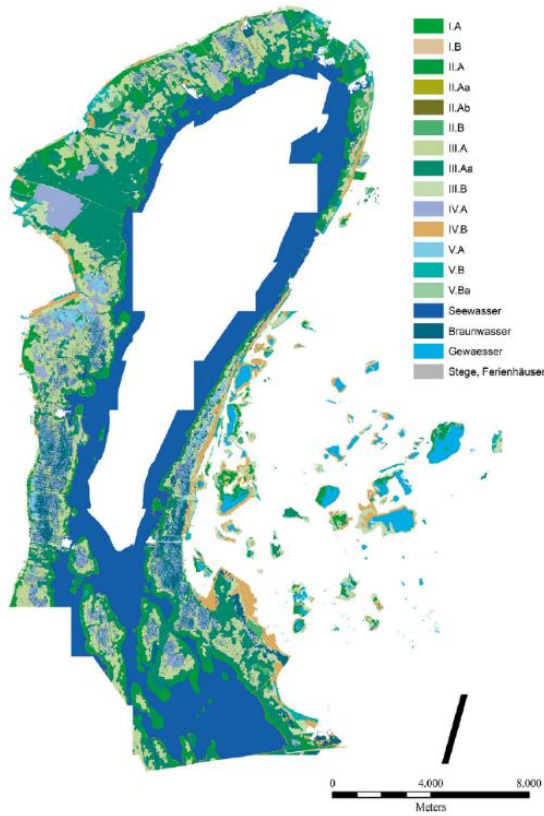 I.A
I.B
II.A
II.Aa
II.Ab
II.B
III.A
III.Aa
III.B
IV.A
IV.B
V.A
V.B
V.Ba
Seewasser
Braunwasser
Gewaesser
Stege, Ferienhäuser
0 4.000 8.000
Meters